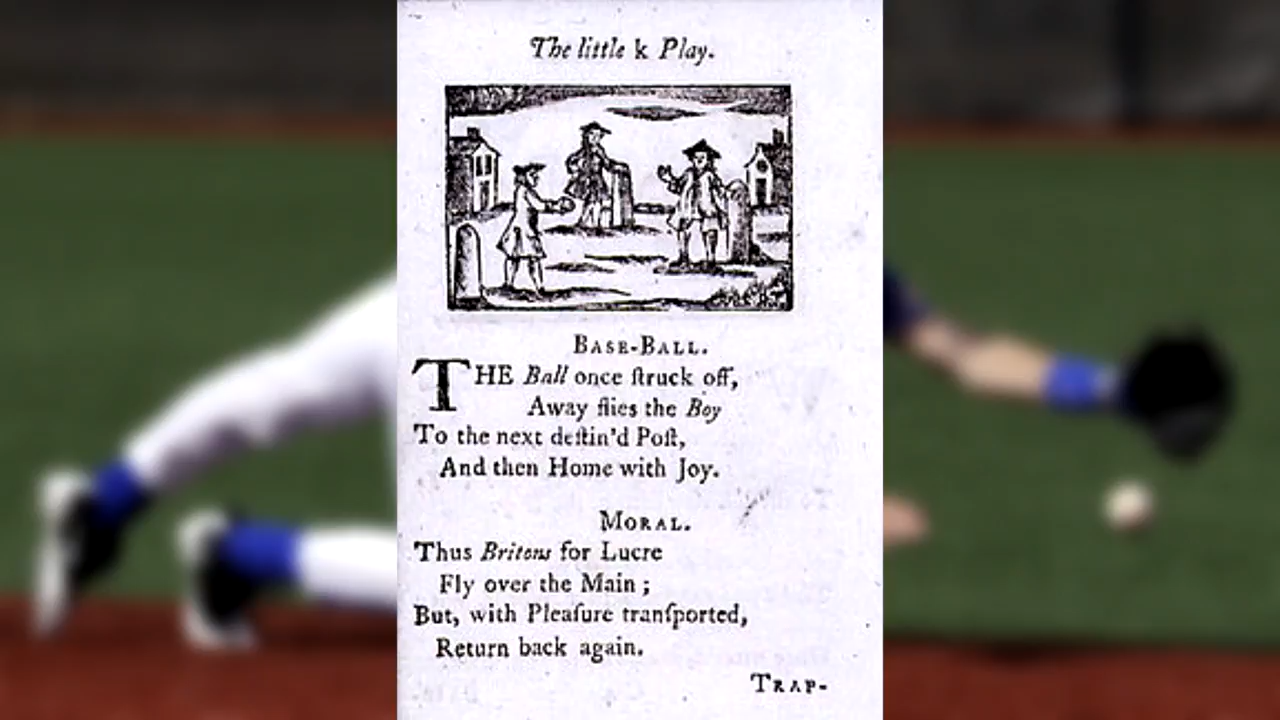 The little k Play.
BASE-BALL.
THE Ball once ſtruck off,
Away flies the Boy
To the next deſtin'd Poſt,
And then Home with Joy.
MORAL.
Thus Britons for Lucre
Fly over the Main ;
But, with Pleaſure tranſported,
Return back again.
TRAP-